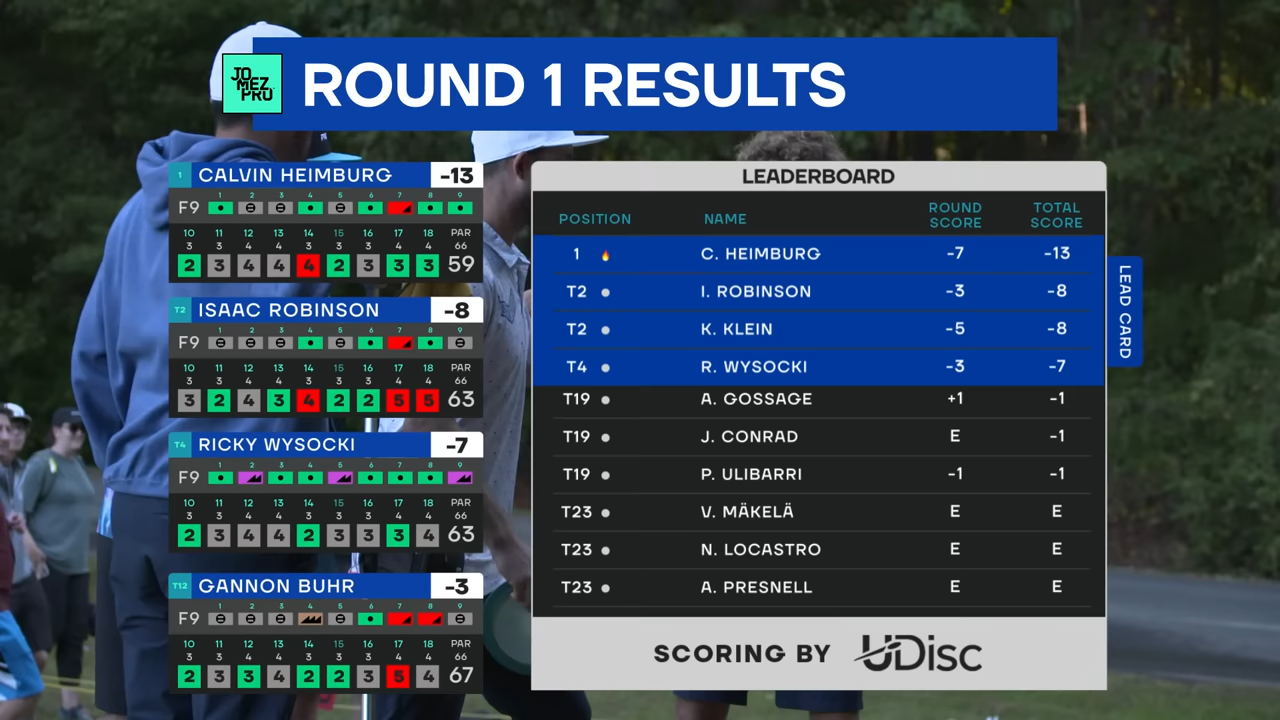 JO
MEZ
PRO
ROUND 1 RESULTS
1 CALVIN HEIMBURG -13
1 2 3 4 5 6 7 8 9
F9
10 11 12 13 14 15 16 17 18 PAR
3 3 4 4 3 3 3 4 4 66
2 3 4 4 4 2 3 3 3 59
T2 ISAAC ROBINSON -8
1 2 3 4 5 6 7 8 9
F9
10 11 12 13 14 15 16 17 18 PAR
3 3 4 4 3 3 3 4 4 66
3 2 4 3 4 2 2 5 5 63
T4 RICKY WYSOCKI -7
1 2 3 4 5 6 7 8 9
F9
10 11 12 13 14 15 16 17 18 PAR
3 3 4 4 3 3 3 4 4 66
2 3 4 4 2 3 3 3 4 63
T12 GANNON BUHR -3
1 2 3 4 5 6 7 8 9
F9
10 11 12 13 14 15 16 17 18 PAR
3 3 4 4 3 3 3 4 4 66
2 3 3 4 2 2 3 5 4 67
LEADERBOARD
POSITION NAME ROUND SCORE TOTAL SCORE
1 C. HEIMBURG -7 -13
T2 I. ROBINSON -3 -8
T2 K. KLEIN -5 -8
T4 R. WYSOCKI -3 -7
T19 A. GOSSAGE +1 -1
T19 J. CONRAD E -1
T19 P. ULIBARRI -1 -1
T23 V. MÄKELÄ E E
T23 N. LOCASTRO E E
T23 A. PRESNELL E E
LEAD CARD
SCORING BY UDisc